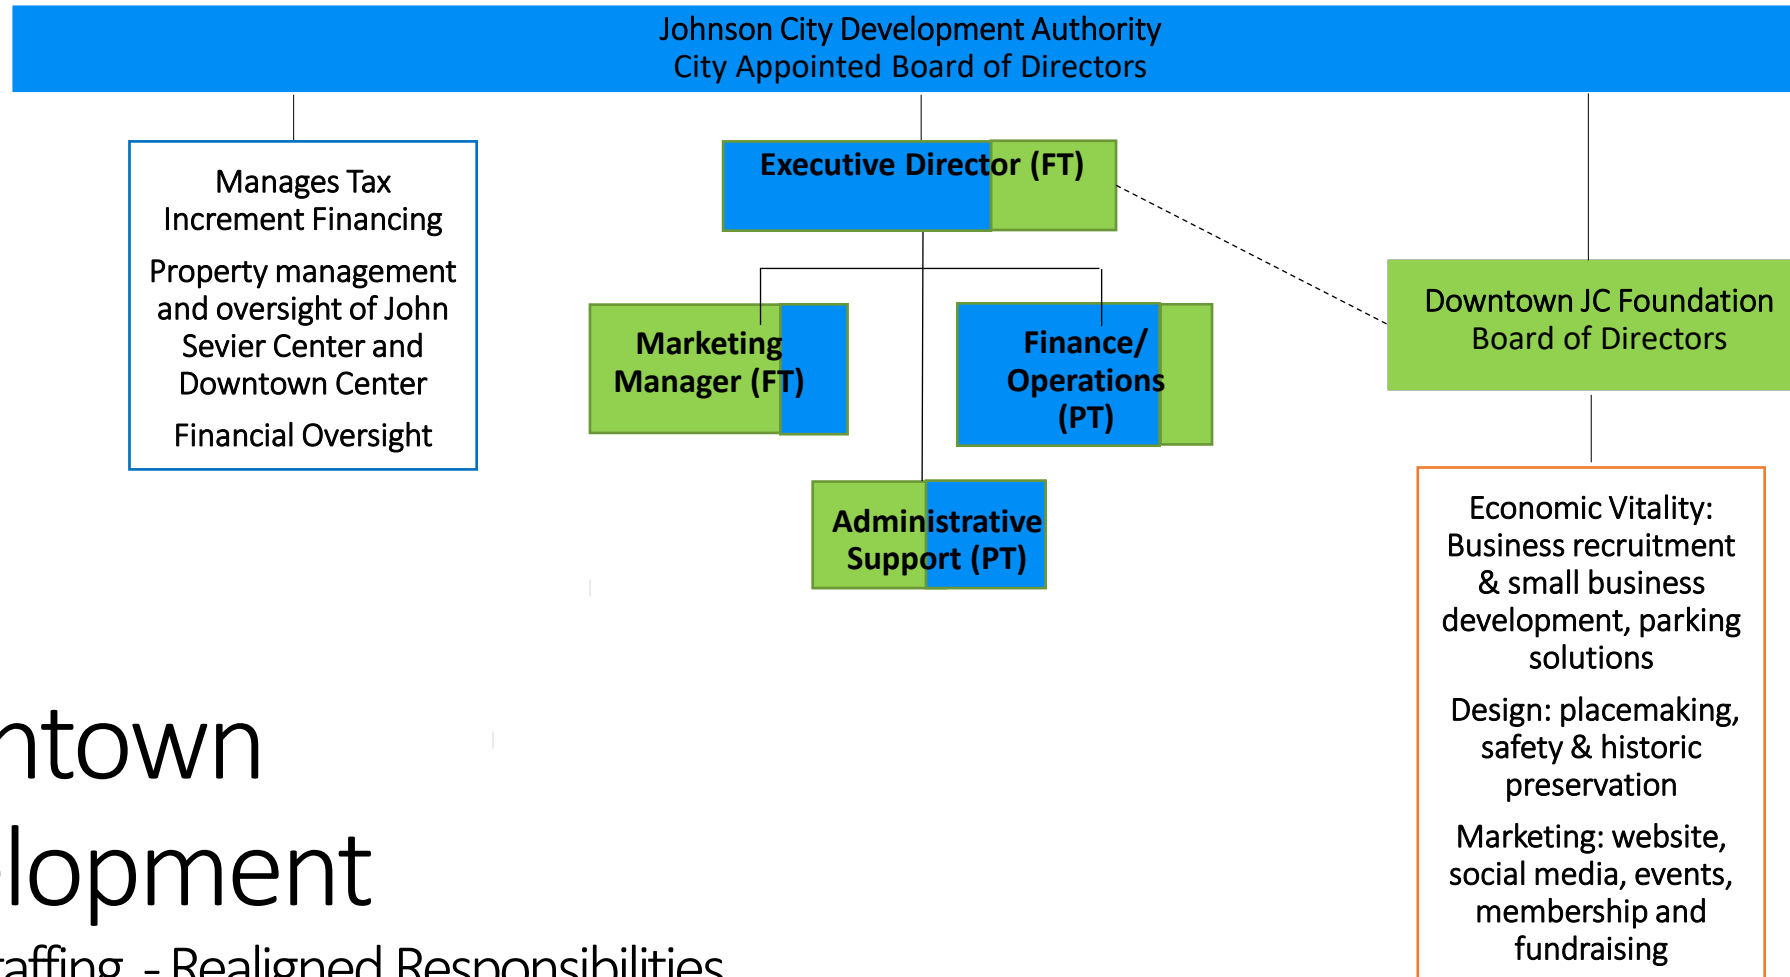 Johnson City Development Authority
City Appointed Board of Directors
Manages Tax
Increment Financing
Property management
and oversight of John
Sevier Center and
Downtown Center
Financial Oversight
Executive Director (FT)
Marketing
Manager (FT)
Finance/
Operations
(PT)
Administrative
Support (PT)
Downtown JC Foundation
Board of Directors
Economic Vitality:
Business recruitment
& small business
development, parking
solutions
Design: placemaking,
safety & historic
preservation
Marketing: website,
social media, events,
membership and
fundraising
ntown
elopment
taffing - Realigned Responsibilities